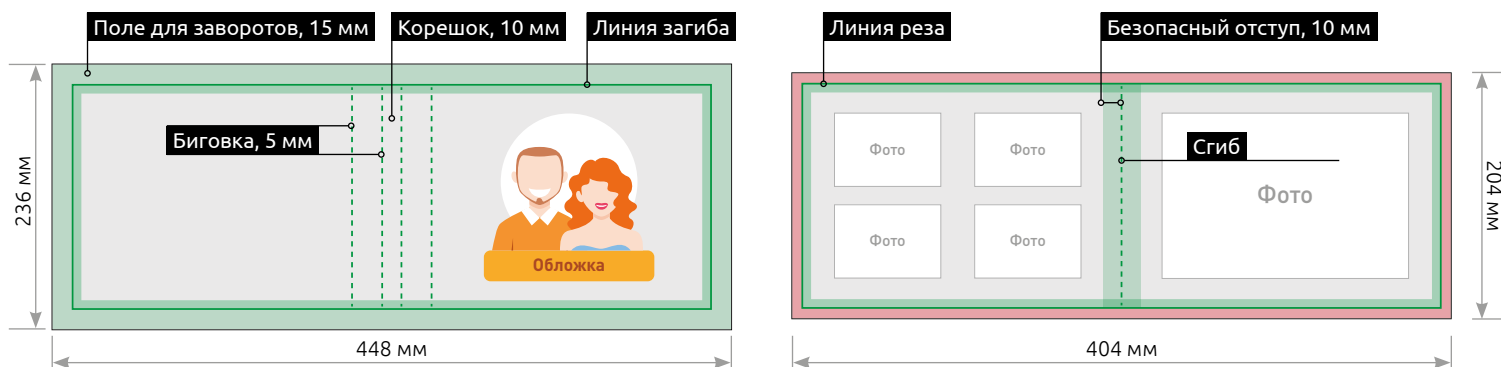 Поле для заворотов, 15 мм
Корешок, 10 мм
Линия загиба
Биговка, 5 мм
236 мм
Обложка
448 мм
Линия реза
Безопасный отступ, 10 мм
Фото
Фото
Сгиб
Фото
Фото
Фото
204 мм
404 мм